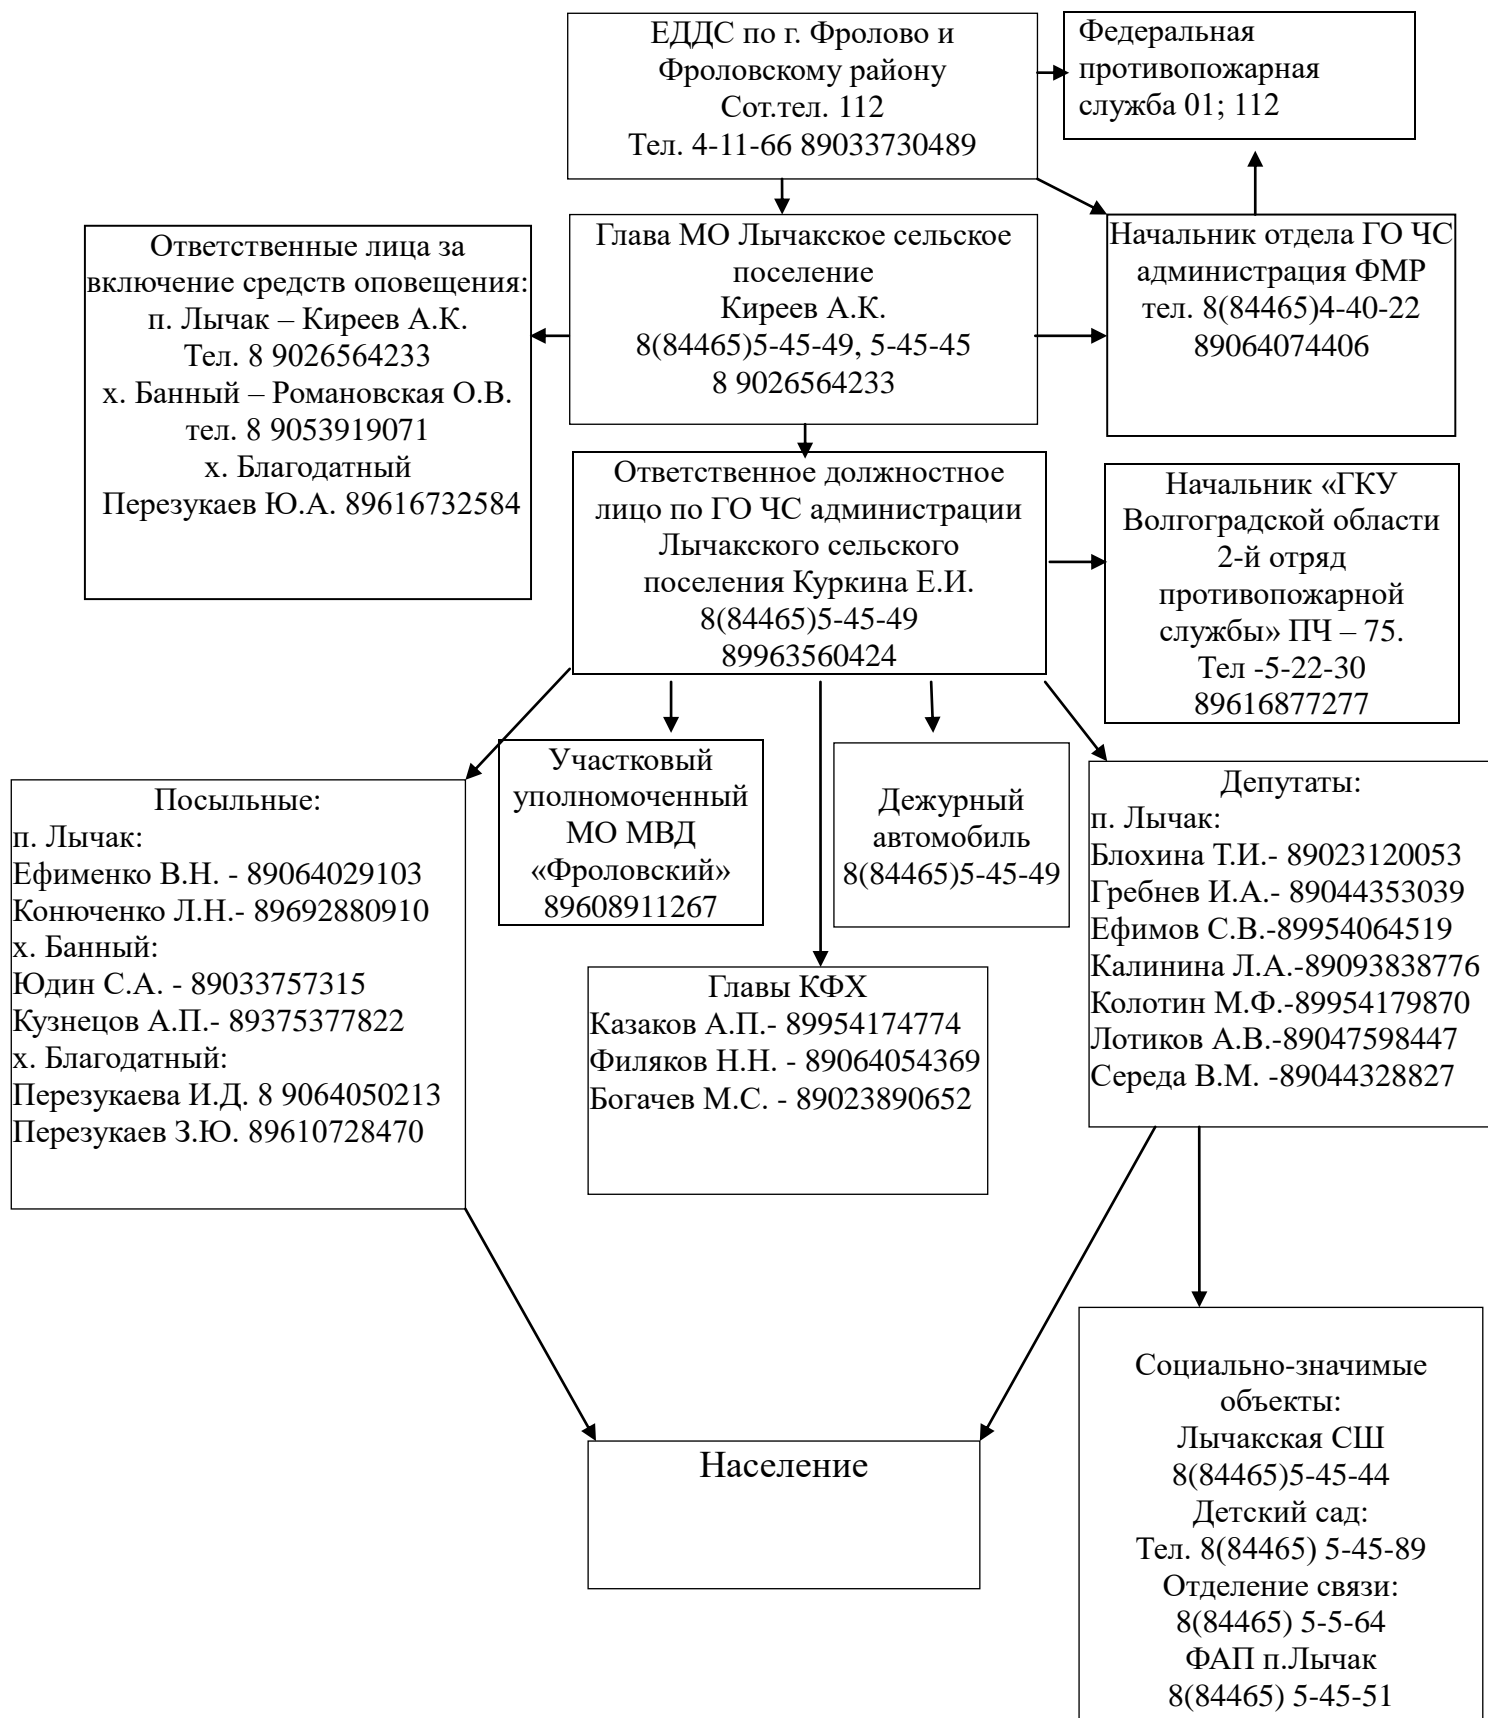 ЕДДС по г. Фролово и
Фроловскому району
Сот.тел. 112
Тел. 4-11-66 89033730489
Федеральная
противопожарная
служба 01; 112
Ответственные лица за
включение средств оповещения:
п. Лычак – Киреев А.К.
Тел. 8 9026564233
х. Банный – Романовская О.В.
тел. 8 9053919071
х. Благодатный
Перезукаев Ю.А. 89616732584
Глава МО Лычакское сельское
поселение
Киреев А.К.
8(84465)5-45-49, 5-45-45
8 9026564233
Начальник отдела ГО ЧС
администрация ФМР
тел. 8(84465)4-40-22
89064074406
Ответственное должностное
лицо по ГО ЧС администрации
Лычакского сельского
поселения Куркина Е.И.
8(84465)5-45-49
89963560424
Начальник «ГКУ
Волгоградской области
2-й отряд
противопожарной
службы» ПЧ – 75.
Тел -5-22-30
89616877277
Посыльные:
п. Лычак:
Ефименко В.Н. - 89064029103
Конюченко Л.Н.- 89692880910
х. Банный:
Юдин С.А. - 89033757315
Кузнецов А.П.- 89375377822
х. Благодатный:
Перезукаева И.Д. 8 9064050213
Перезукаев З.Ю. 89610728470
Участковый
уполномоченный
МО МВД
«Фроловский»
89608911267
Дежурный
автомобиль
8(84465)5-45-49
Депутаты:
п. Лычак:
Блохина Т.И.- 89023120053
Гребнев И.А.- 89044353039
Ефимов С.В.-89954064519
Калинина Л.А.-89093838776
Колотин М.Ф.-89954179870
Лотиков А.В.-89047598447
Середа В.М. -89044328827
Главы КФХ
Казаков А.П.- 89954174774
Филяков Н.Н. - 89064054369
Богачев М.С. - 89023890652
Население
Социально-значимые
объекты:
Лычакская СШ
8(84465)5-45-44
Детский сад:
Тел. 8(84465) 5-45-89
Отделение связи:
8(84465) 5-5-64
ФАП п.Лычак
8(84465) 5-45-51